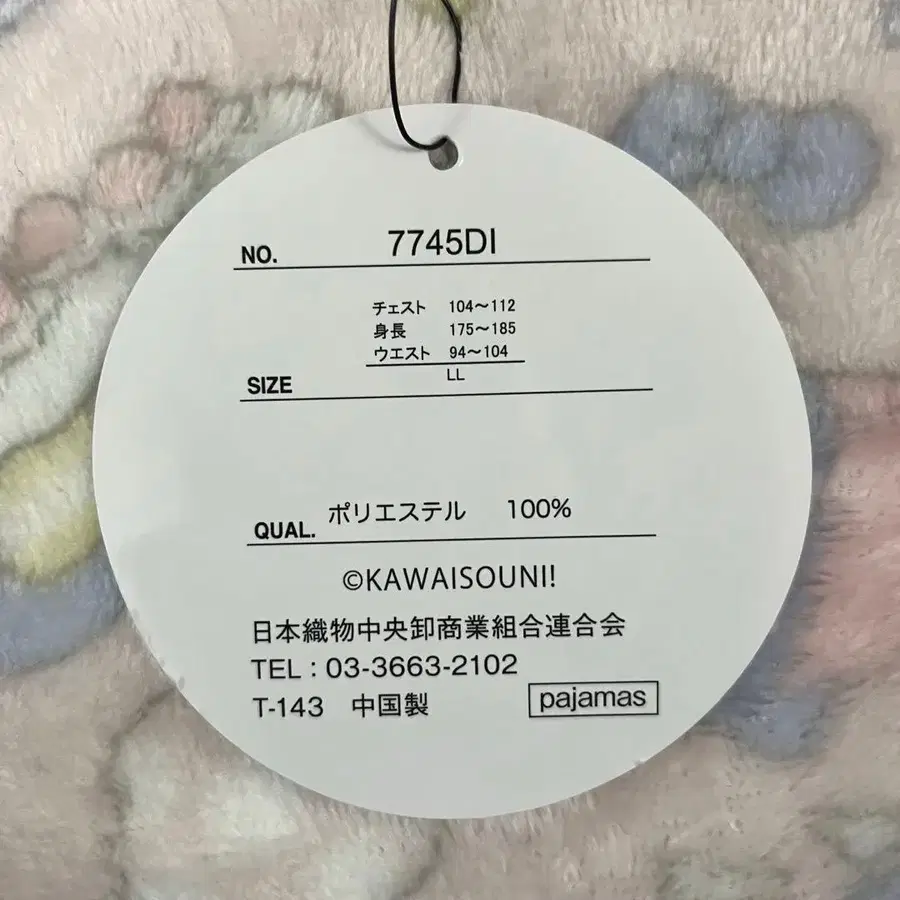 NO. 7745DI
チェスト 104～112
身長 175～185
ウエスト 94～104
SIZE LL
QUAL. ポリエステル 100%
©KAWAISOUNI!
日本織物中央卸商業組合連合会
TEL : 03-3663-2102
T-143 中国製 pajamas